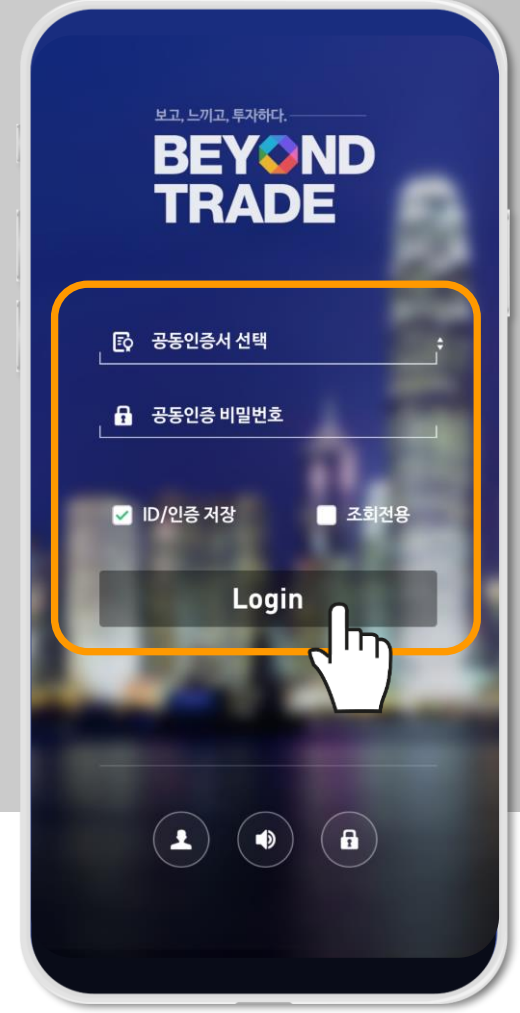 보고, 느끼고, 투자하다.
BEYOND
TRADE
공동인증서 선택
공동인증 비밀번호
ID/인증 저장 조회전용
Login